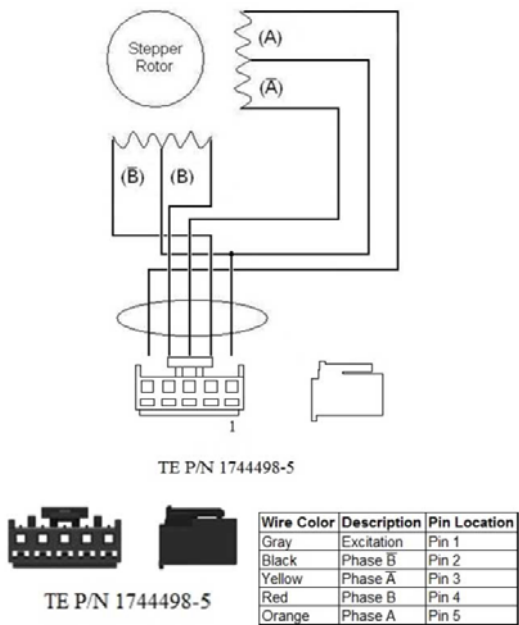 Stepper
Rotor
(A)
(A̅)
(B̅)
(B)
1
TE P/N 1744498-5
TE P/N 1744498-5
Wire Color Description Pin Location
Gray Excitation Pin 1
Black Phase B̅ Pin 2
Yellow Phase A̅ Pin 3
Red Phase B Pin 4
Orange Phase A Pin 5